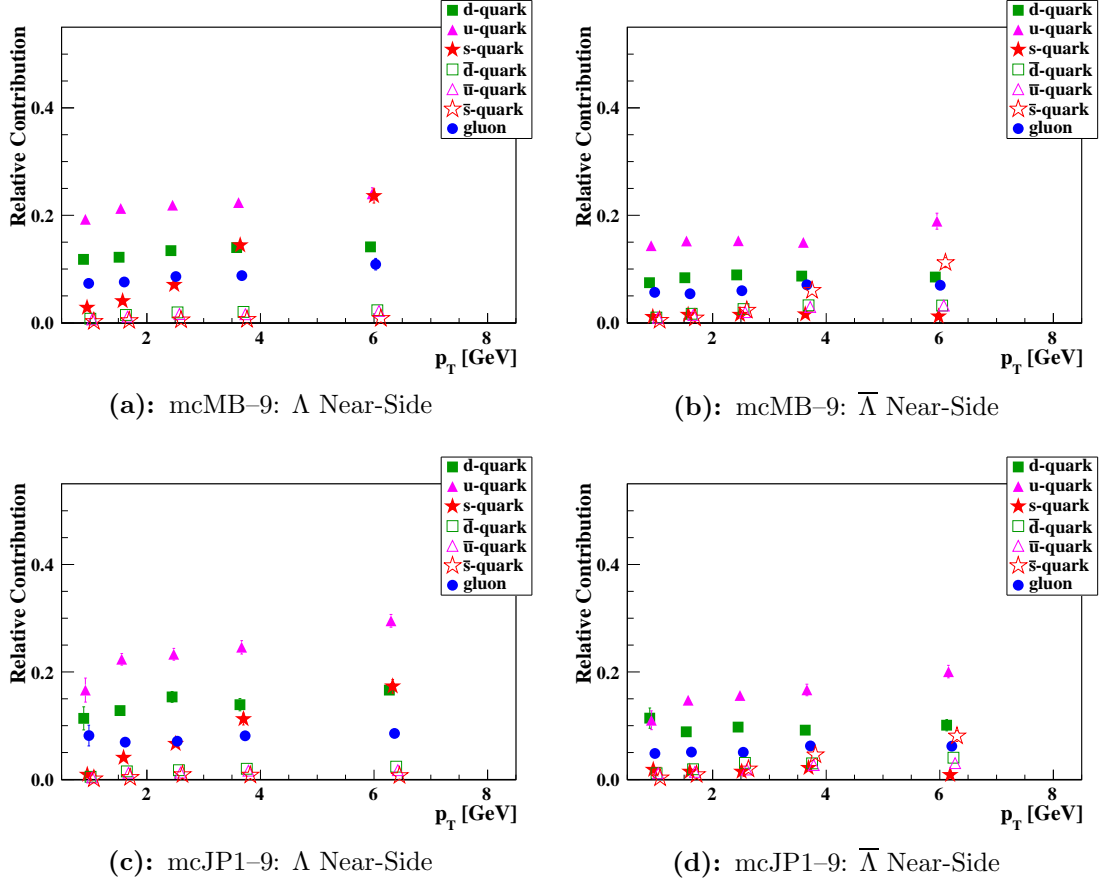 Relative Contribution
0.4
0.2
0.0
2 4 6 8
p_T [GeV]
d-quark
u-quark
s-quark
d̅-quark
u̅-quark
s̅-quark
gluon
(a): mcMB–9: Λ Near-Side
Relative Contribution
0.4
0.2
0.0
2 4 6 8
p_T [GeV]
d-quark
u-quark
s-quark
d̅-quark
u̅-quark
s̅-quark
gluon
(b): mcMB–9: Λ̅ Near-Side
Relative Contribution
0.4
0.2
0.0
2 4 6 8
p_T [GeV]
d-quark
u-quark
s-quark
d̅-quark
u̅-quark
s̅-quark
gluon
(c): mcJP1–9: Λ Near-Side
Relative Contribution
0.4
0.2
0.0
2 4 6 8
p_T [GeV]
d-quark
u-quark
s-quark
d̅-quark
u̅-quark
s̅-quark
gluon
(d): mcJP1–9: Λ̅ Near-Side